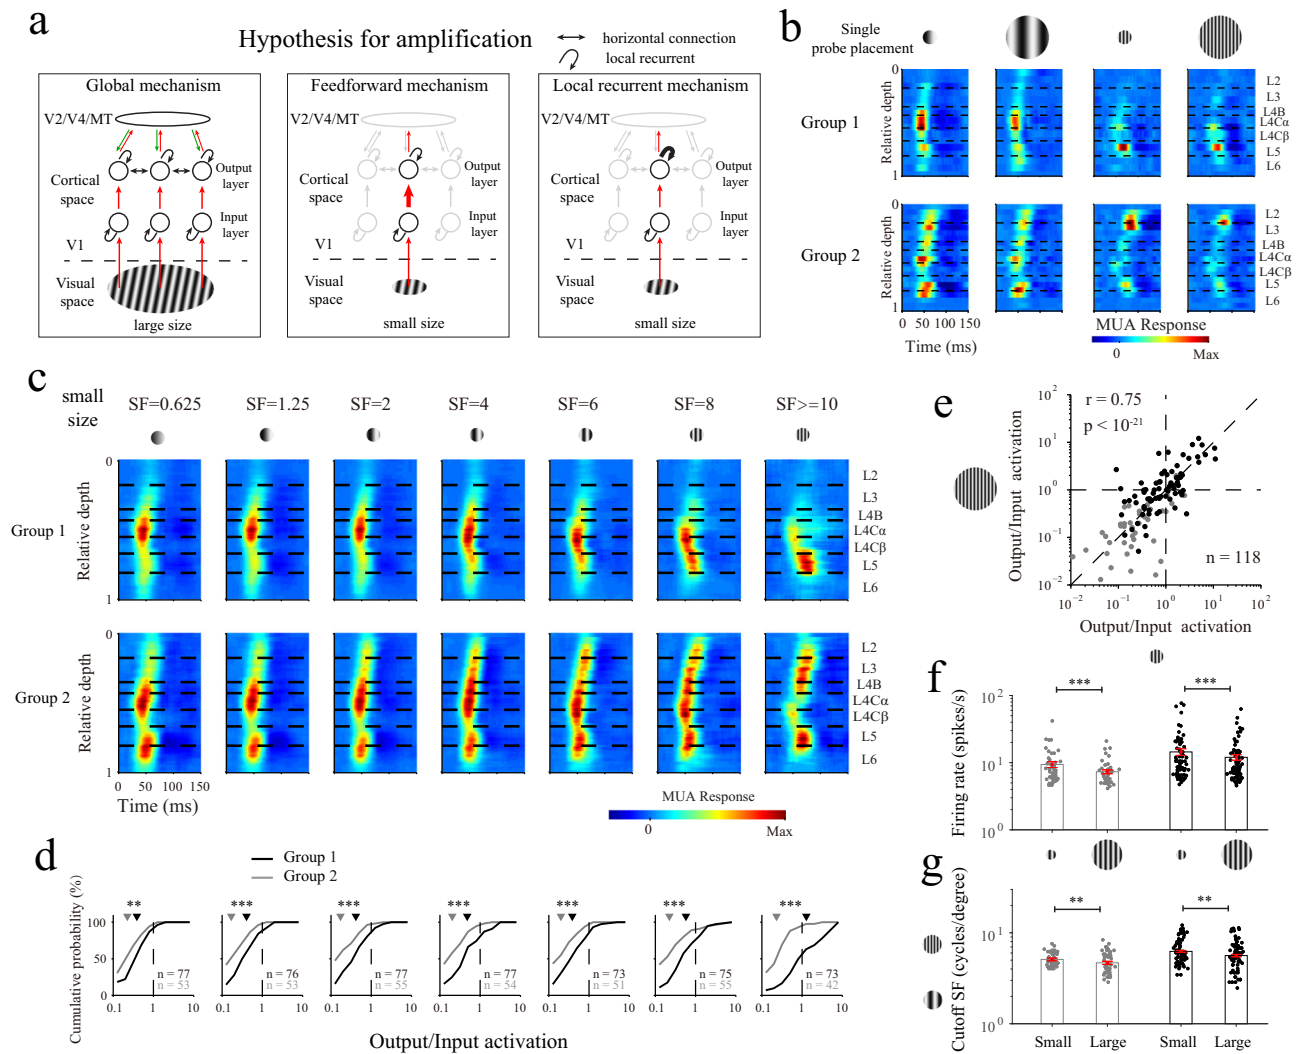 a
Hypothesis for amplification
horizontal connection
local recurrent
Global mechanism
V2/V4/MT
Output layer
Cortical space
Input layer
V1
Visual space
large size
Feedforward mechanism
V2/V4/MT
Output layer
Cortical space
Input layer
V1
Visual space
small size
Local recurrent mechanism
V2/V4/MT
Output layer
Cortical space
Input layer
V1
Visual space
small size
b
Single probe placement
Group 1
Relative depth
0
1
L2
L3
L4B
L4Cα
L4Cβ
L5
L6
Group 2
Relative depth
0
1
L2
L3
L4B
L4Cα
L4Cβ
L5
L6
0 50 100 150
Time (ms)
MUA Response
0 Max
c
small size
SF=0.625 SF=1.25 SF=2 SF=4 SF=6 SF=8 SF>=10
Group 1
Relative depth
0
1
L2
L3
L4B
L4Cα
L4Cβ
L5
L6
Group 2
Relative depth
0
1
L2
L3
L4B
L4Cα
L4Cβ
L5
L6
0 50 100 150
Time (ms)
MUA Response
0 Max
d
Group 1
Group 2
Cumulative probability (%)
100
50
0
** *** *** *** *** *** ***
n = 77 n = 76 n = 77 n = 77 n = 73 n = 75 n = 73
n = 53 n = 53 n = 55 n = 54 n = 51 n = 55 n = 42
0.1 1 10 0.1 1 10 0.1 1 10 0.1 1 10 0.1 1 10 0.1 1 10 0.1 1 10
Output/Input activation
e
Output/Input activation
10²
10¹
10⁰
10⁻¹
10⁻²
r = 0.75
p < 10⁻²¹
n = 118
10⁻² 10⁻¹ 10⁰ 10¹ 10²
Output/Input activation
f
Firing rate (spikes/s)
10²
10¹
10⁰
*** ***
g
Cutoff SF (cycles/degree)
10¹
10⁰
** **
Small Large Small Large